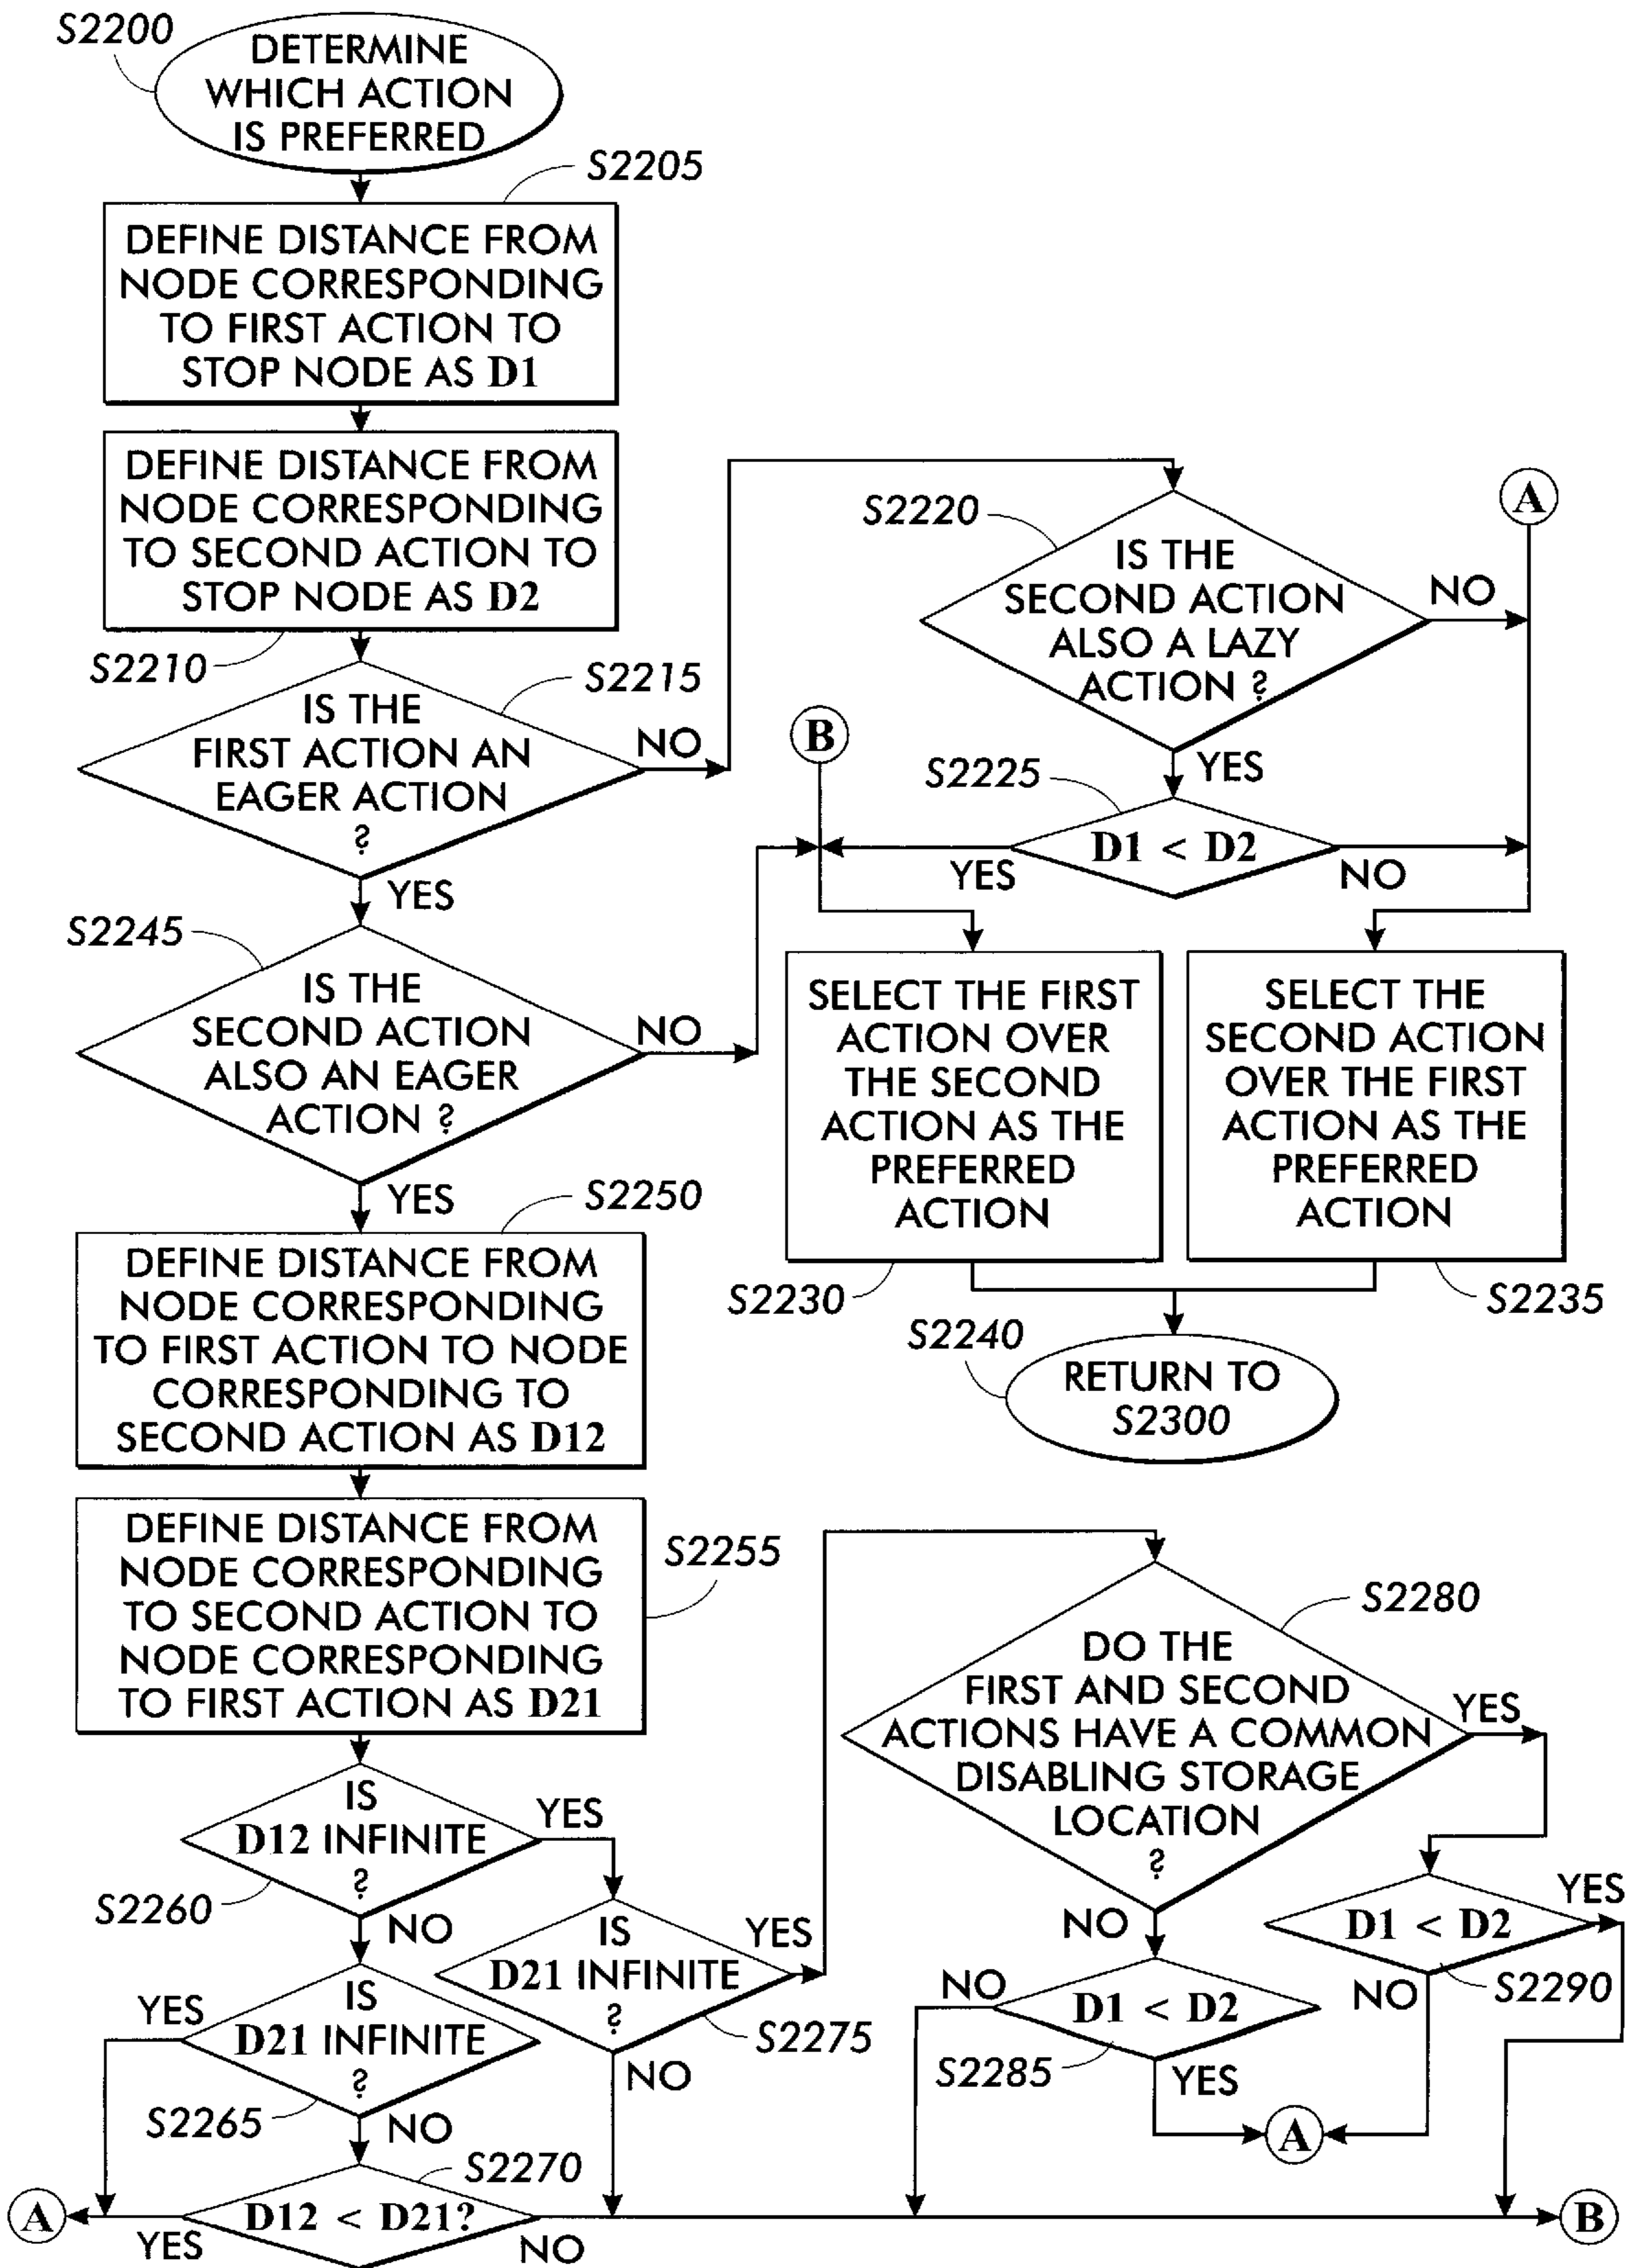 S2200
DETERMINE
WHICH ACTION
IS PREFERRED
S2205
DEFINE DISTANCE FROM
NODE CORRESPONDING
TO FIRST ACTION TO
STOP NODE AS D1
DEFINE DISTANCE FROM
NODE CORRESPONDING
TO SECOND ACTION TO
STOP NODE AS D2
S2210
S2215
IS THE
FIRST ACTION AN
EAGER ACTION
?
NO
YES
S2220
IS THE
SECOND ACTION
ALSO A LAZY
ACTION ?
NO
A
YES
B
S2225
D1 < D2
YES
NO
S2245
IS THE
SECOND ACTION
ALSO AN EAGER
ACTION ?
NO
YES
SELECT THE FIRST
ACTION OVER
THE SECOND
ACTION AS THE
PREFERRED
ACTION
S2230
SELECT THE
SECOND ACTION
OVER THE FIRST
ACTION AS THE
PREFERRED
ACTION
S2235
S2240
RETURN TO
S2300
S2250
DEFINE DISTANCE FROM
NODE CORRESPONDING
TO FIRST ACTION TO NODE
CORRESPONDING TO
SECOND ACTION AS D12
DEFINE DISTANCE FROM
NODE CORRESPONDING
TO SECOND ACTION TO
NODE CORRESPONDING
TO FIRST ACTION AS D21
S2255
IS
D12 INFINITE
?
YES
S2260
NO
IS
D21 INFINITE
?
YES
S2275
NO
YES
IS
D21 INFINITE
?
S2265
NO
S2270
D12 < D21?
A
YES
NO
S2280
DO THE
FIRST AND SECOND
ACTIONS HAVE A COMMON
DISABLING STORAGE
LOCATION
?
YES
NO
D1 < D2
YES
NO
S2290
NO
D1 < D2
S2285
YES
A
B